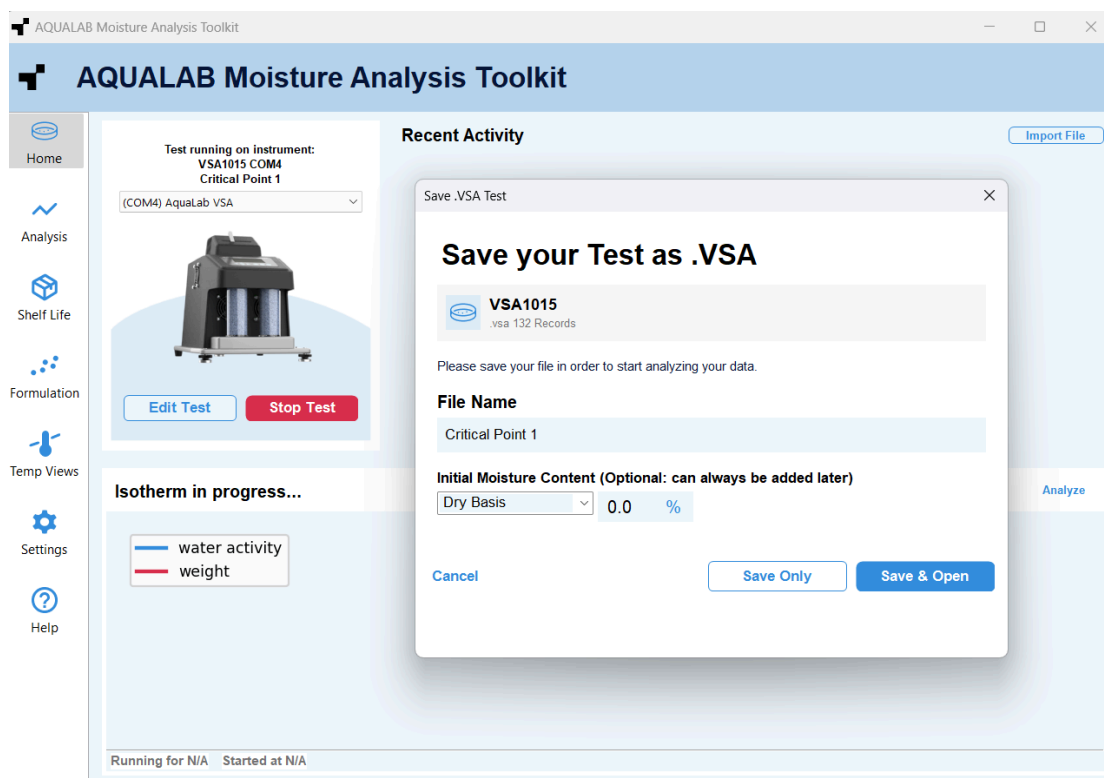 AQUALAB Moisture Analysis Toolkit
AQUALAB Moisture Analysis Toolkit
Home
Analysis
Shelf Life
Formulation
Temp Views
Settings
Help
Test running on instrument:
VSA1015 COM4
Critical Point 1
(COM4) AquaLab VSA
Edit Test
Stop Test
Recent Activity
Import File
Save .VSA Test
Save your Test as .VSA
VSA1015
.vsa 132 Records
Please save your file in order to start analyzing your data.
File Name
Critical Point 1
Initial Moisture Content (Optional: can always be added later)
Dry Basis
0.0 %
Cancel
Save Only
Save & Open
Isotherm in progress...
Analyze
water activity
weight
Running for N/A Started at N/A